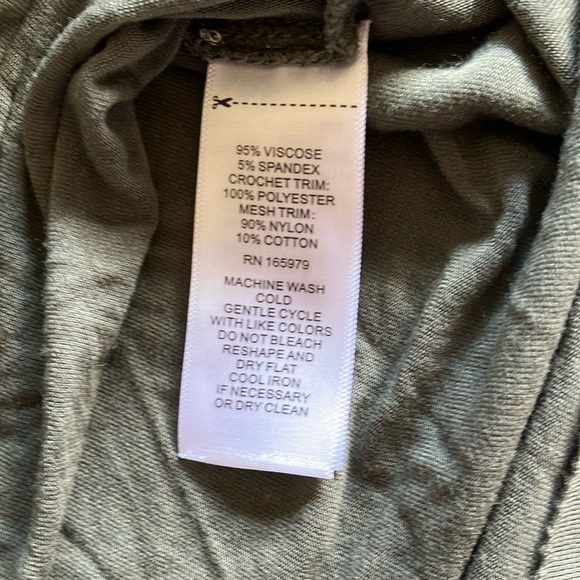 95% VISCOSE
5% SPANDEX
CROCHET TRIM:
100% POLYESTER
MESH TRIM:
90% NYLON
10% COTTON
RN 165979
MACHINE WASH
COLD
GENTLE CYCLE
WITH LIKE COLORS
DO NOT BLEACH
RESHAPE AND
DRY FLAT
COOL IRON
IF NECESSARY
OR DRY CLEAN